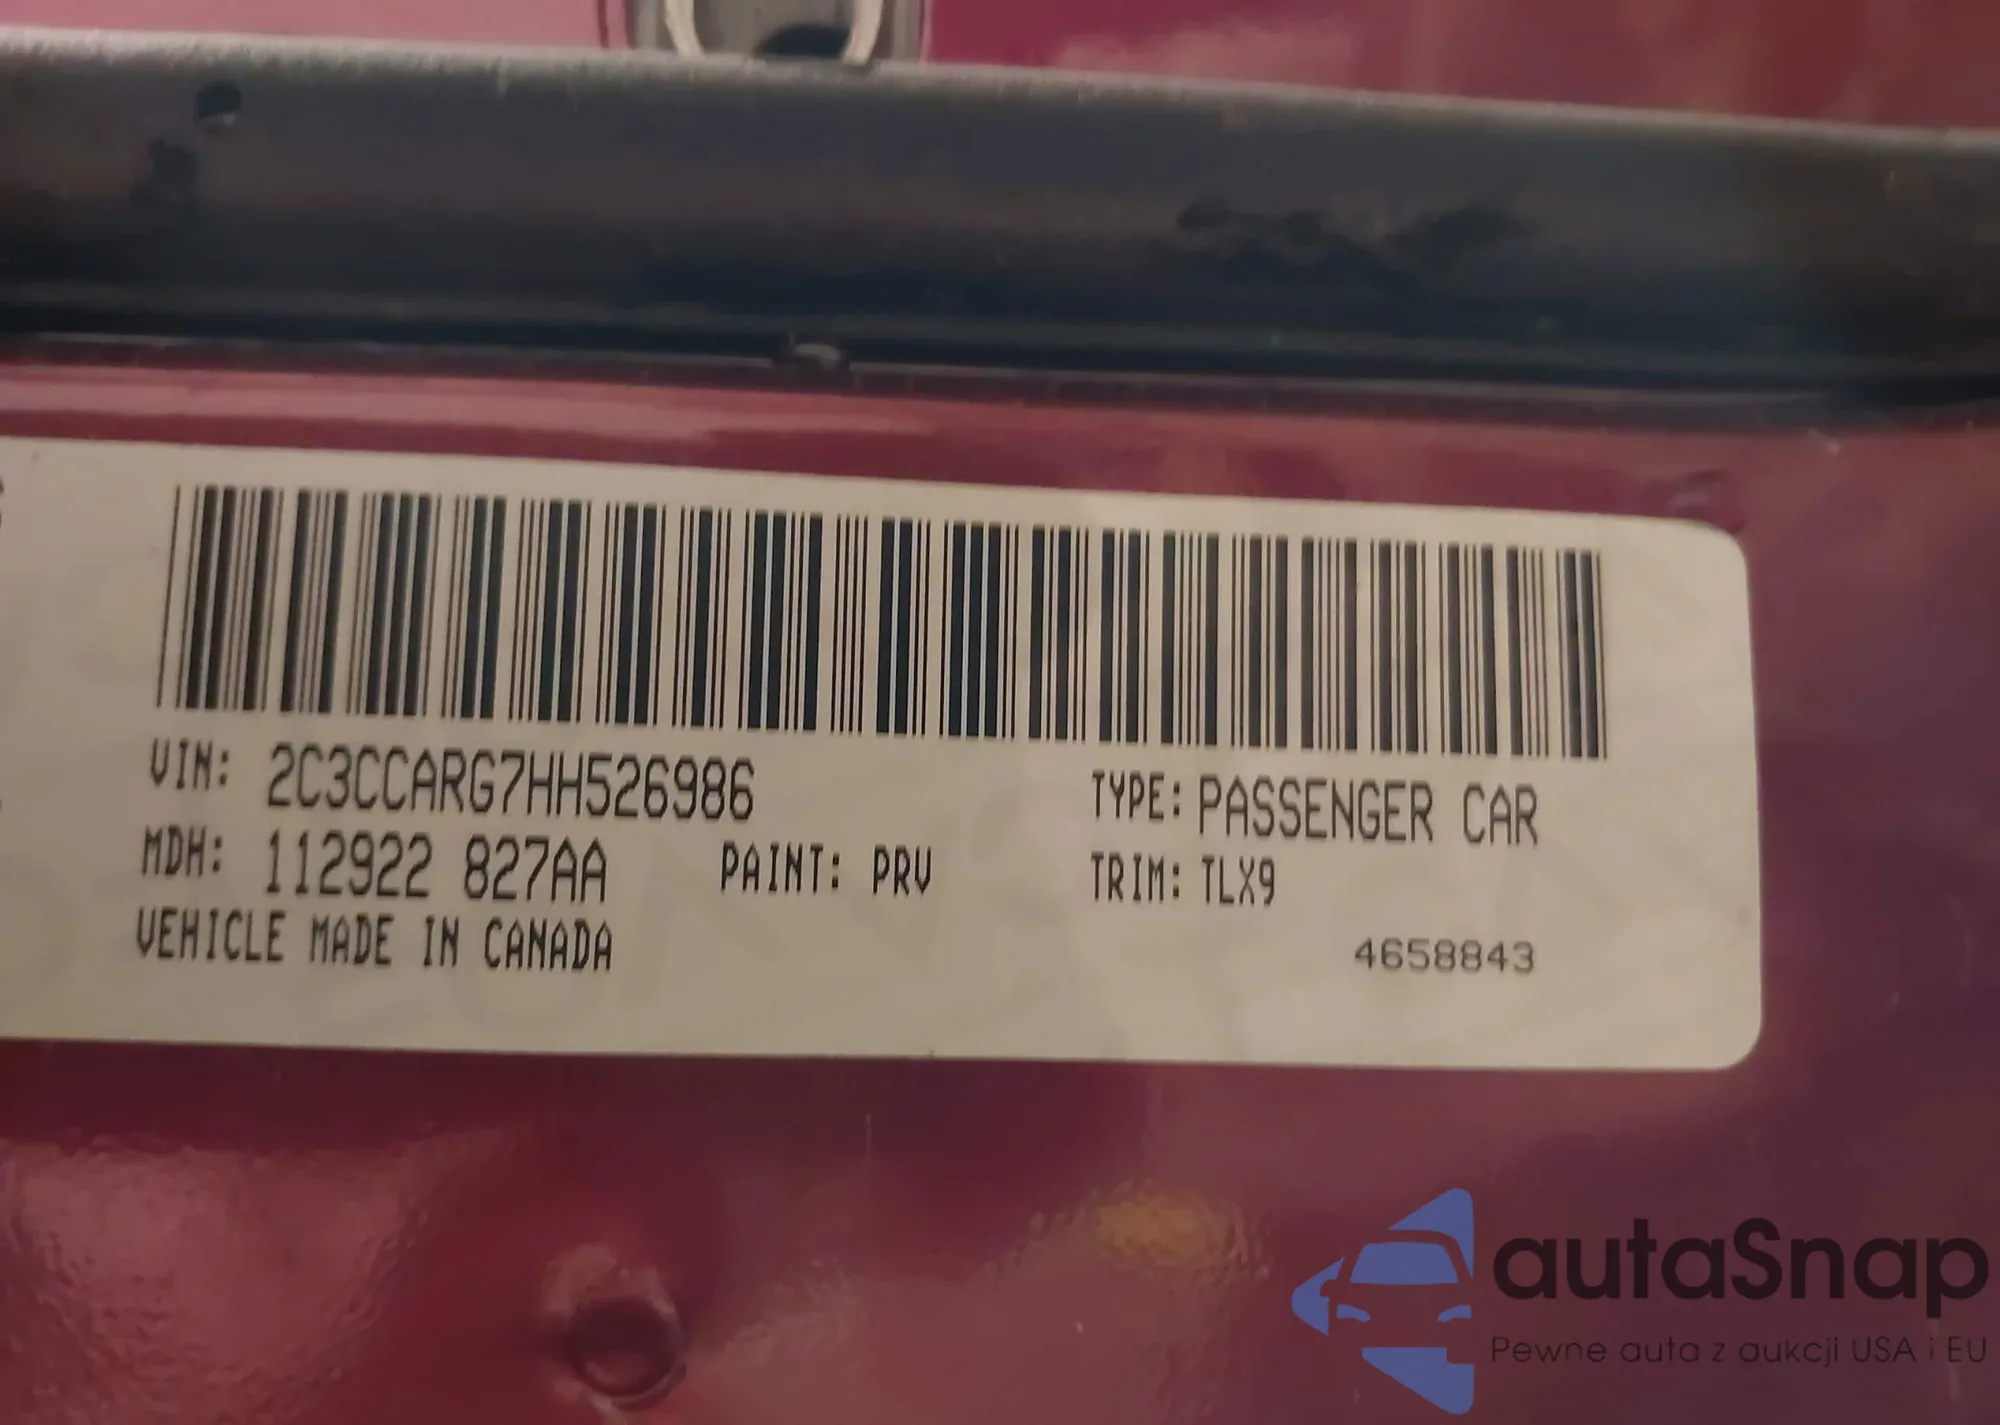 VIN: 2C3CCARG7HH526986
TYPE: PASSENGER CAR
MDH: 112922 827AA
PAINT: PRV
TRIM: TLX9
VEHICLE MADE IN CANADA
4658843
autaSnap
Pewne auta z aukcji USA i EU